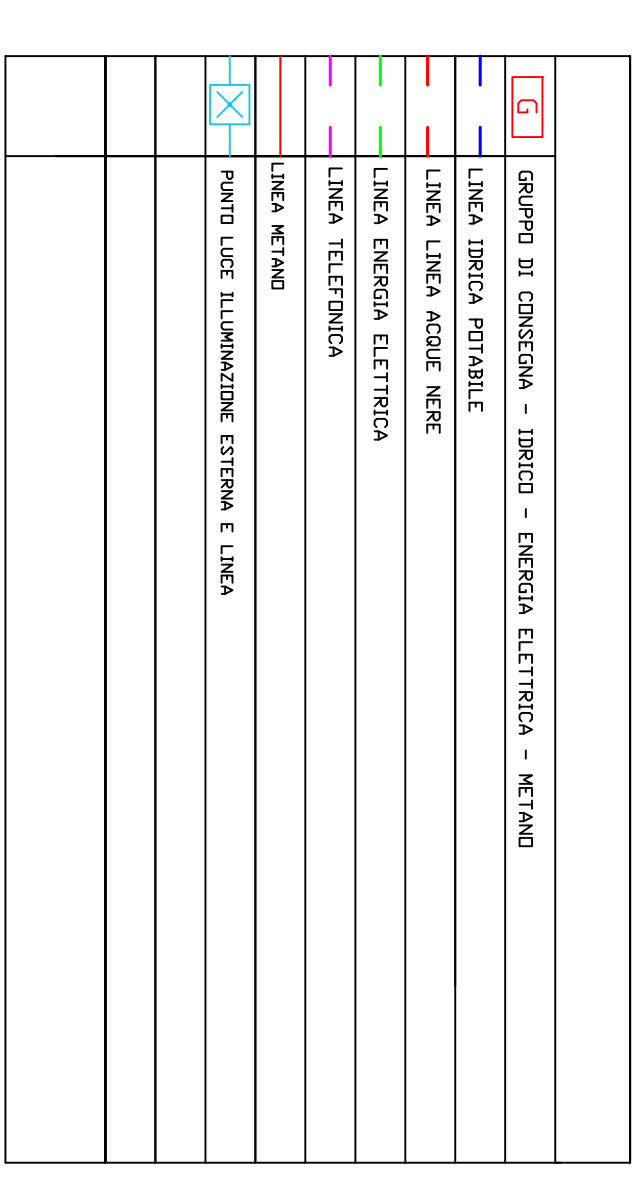 G
GRUPPO DI CONSEGNA - IDRICO - ENERGIA ELETTRICA - METANO
LINEA IDRICA POTABILE
LINEA LINEA ACQUE NERE
LINEA ENERGIA ELETTRICA
LINEA TELEFONICA
LINEA METANO
PUNTO LUCE ILLUMINAZIONE ESTERNA E LINEA